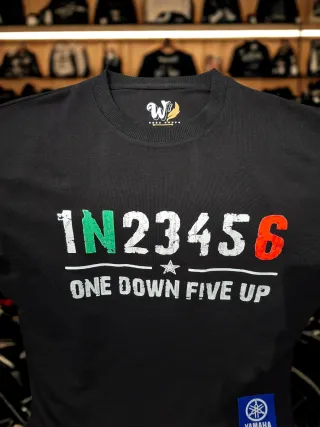 W
1N23456
ONE DOWN FIVE UP
YAMAHA